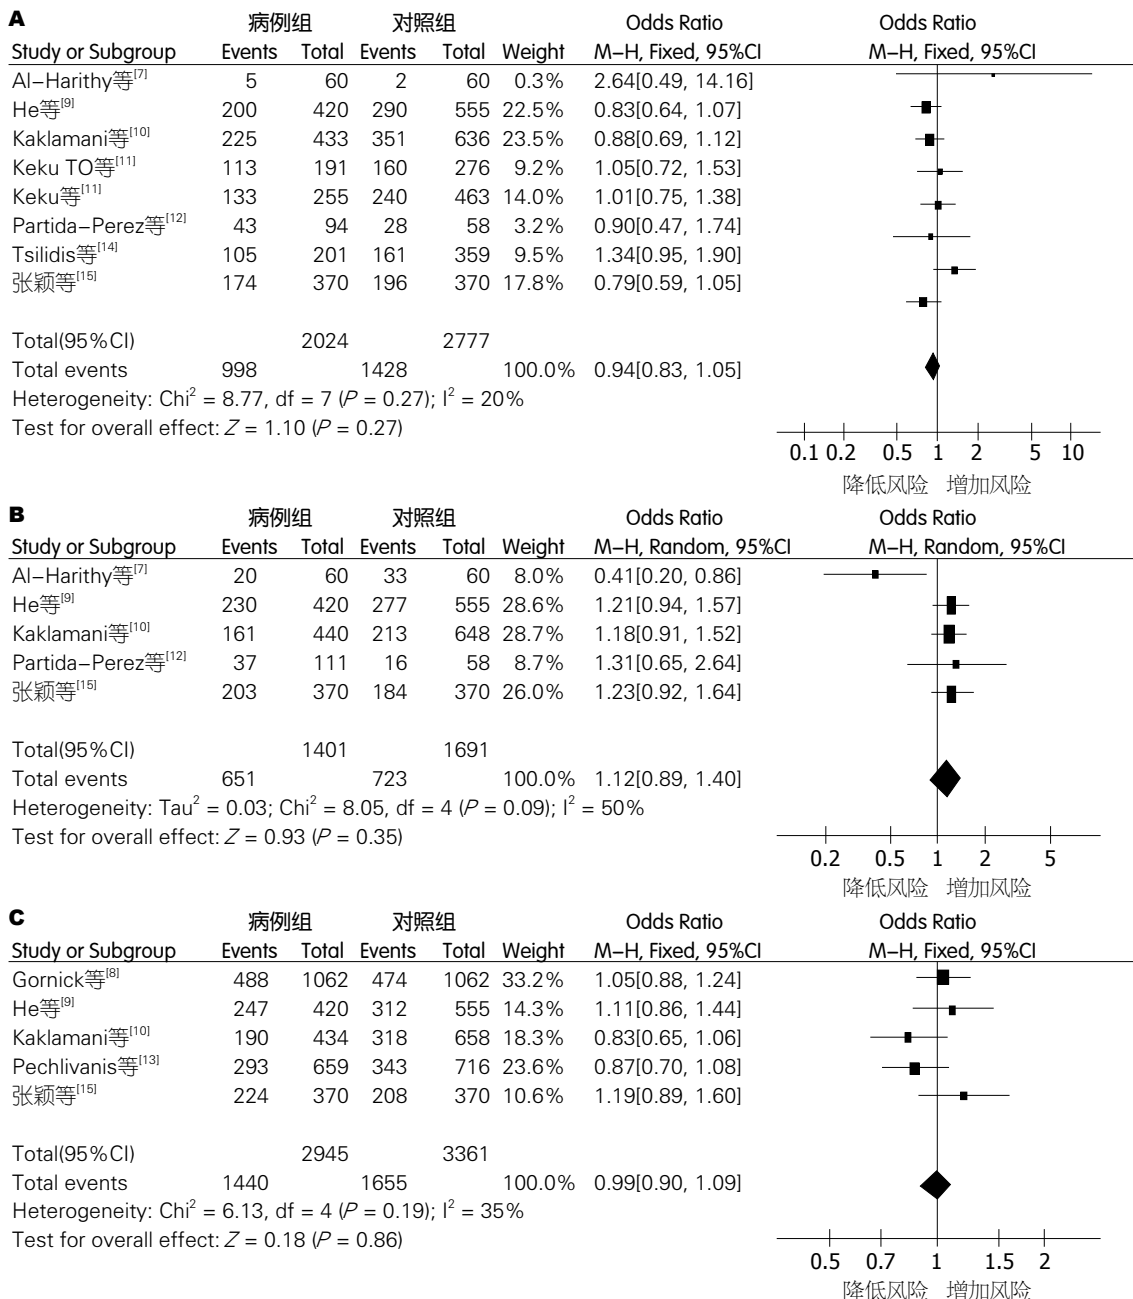 A 病例组 对照组 Odds Ratio Odds Ratio
Study or Subgroup Events Total Events Total Weight M–H, Fixed, 95%CI M–H, Fixed, 95%CI
Al–Harithy等[7] 5 60 2 60 0.3% 2.64[0.49, 14.16]
He等[9] 200 420 290 555 22.5% 0.83[0.64, 1.07]
Kaklamani等[10] 225 433 351 636 23.5% 0.88[0.69, 1.12]
Keku TO等[11] 113 191 160 276 9.2% 1.05[0.72, 1.53]
Keku等[11] 133 255 240 463 14.0% 1.01[0.75, 1.38]
Partida–Perez等[12] 43 94 28 58 3.2% 0.90[0.47, 1.74]
Tsilidis等[14] 105 201 161 359 9.5% 1.34[0.95, 1.90]
张颖等[15] 174 370 196 370 17.8% 0.79[0.59, 1.05]
Total(95%CI) 2024 2777
Total events 998 1428 100.0% 0.94[0.83, 1.05]
Heterogeneity: Chi² = 8.77, df = 7 (P = 0.27); I² = 20%
Test for overall effect: Z = 1.10 (P = 0.27)
0.1 0.2 0.5 1 2 5 10
降低风险 增加风险
B 病例组 对照组 Odds Ratio Odds Ratio
Study or Subgroup Events Total Events Total Weight M–H, Random, 95%CI M–H, Random, 95%CI
Al–Harithy等[7] 20 60 33 60 8.0% 0.41[0.20, 0.86]
He等[9] 230 420 277 555 28.6% 1.21[0.94, 1.57]
Kaklamani等[10] 161 440 213 648 28.7% 1.18[0.91, 1.52]
Partida–Perez等[12] 37 111 16 58 8.7% 1.31[0.65, 2.64]
张颖等[15] 203 370 184 370 26.0% 1.23[0.92, 1.64]
Total(95%CI) 1401 1691
Total events 651 723 100.0% 1.12[0.89, 1.40]
Heterogeneity: Tau² = 0.03; Chi² = 8.05, df = 4 (P = 0.09); I² = 50%
Test for overall effect: Z = 0.93 (P = 0.35)
0.2 0.5 1 2 5
降低风险 增加风险
C 病例组 对照组 Odds Ratio Odds Ratio
Study or Subgroup Events Total Events Total Weight M–H, Fixed, 95%CI M–H, Fixed, 95%CI
Gornick等[8] 488 1062 474 1062 33.2% 1.05[0.88, 1.24]
He等[9] 247 420 312 555 14.3% 1.11[0.86, 1.44]
Kaklamani等[10] 190 434 318 658 18.3% 0.83[0.65, 1.06]
Pechlivanis等[13] 293 659 343 716 23.6% 0.87[0.70, 1.08]
张颖等[15] 224 370 208 370 10.6% 1.19[0.89, 1.60]
Total(95%CI) 2945 3361
Total events 1440 1655 100.0% 0.99[0.90, 1.09]
Heterogeneity: Chi² = 6.13, df = 4 (P = 0.19); I² = 35%
Test for overall effect: Z = 0.18 (P = 0.86)
0.5 0.7 1 1.5 2
降低风险 增加风险